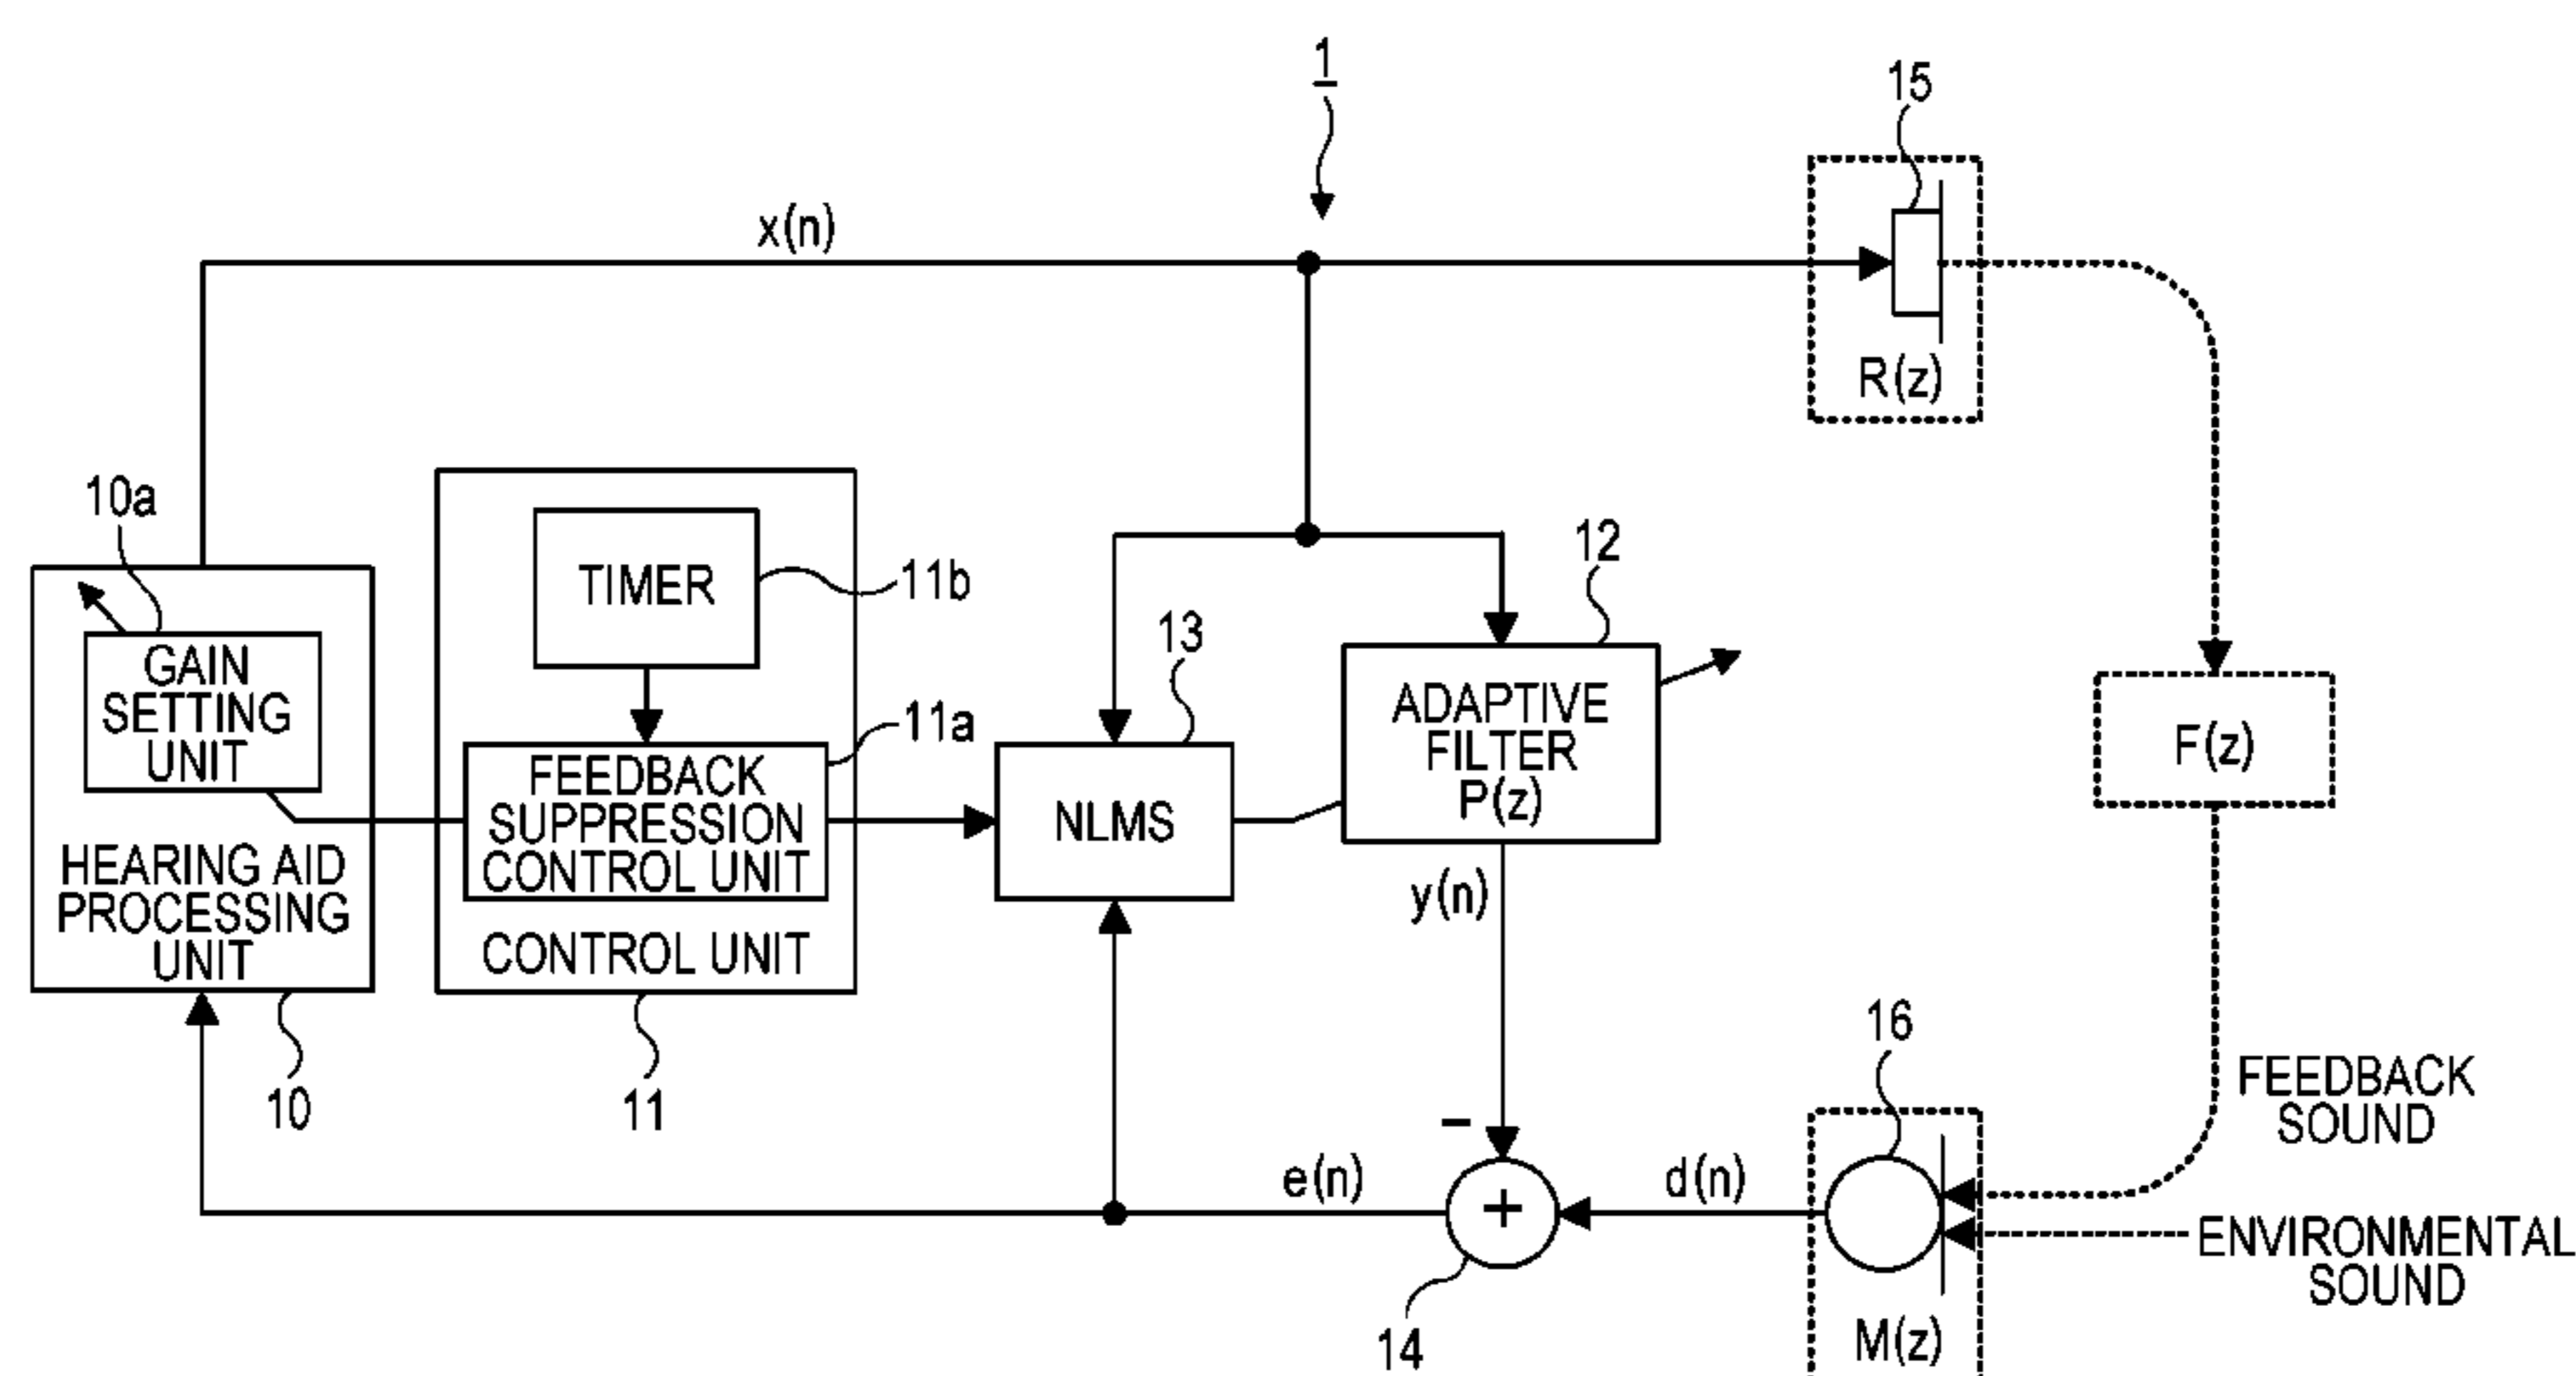 1
15
x(n)
R(z)
10a
TIMER
11b
12
13
GAIN
SETTING
UNIT
11a
ADAPTIVE
FILTER
P(z)
F(z)
FEEDBACK
SUPPRESSION
CONTROL UNIT
NLMS
HEARING AID
PROCESSING
UNIT
CONTROL UNIT
y(n)
10
11
16
FEEDBACK
SOUND
−
e(n)
+
d(n)
ENVIRONMENTAL
SOUND
14
M(z)